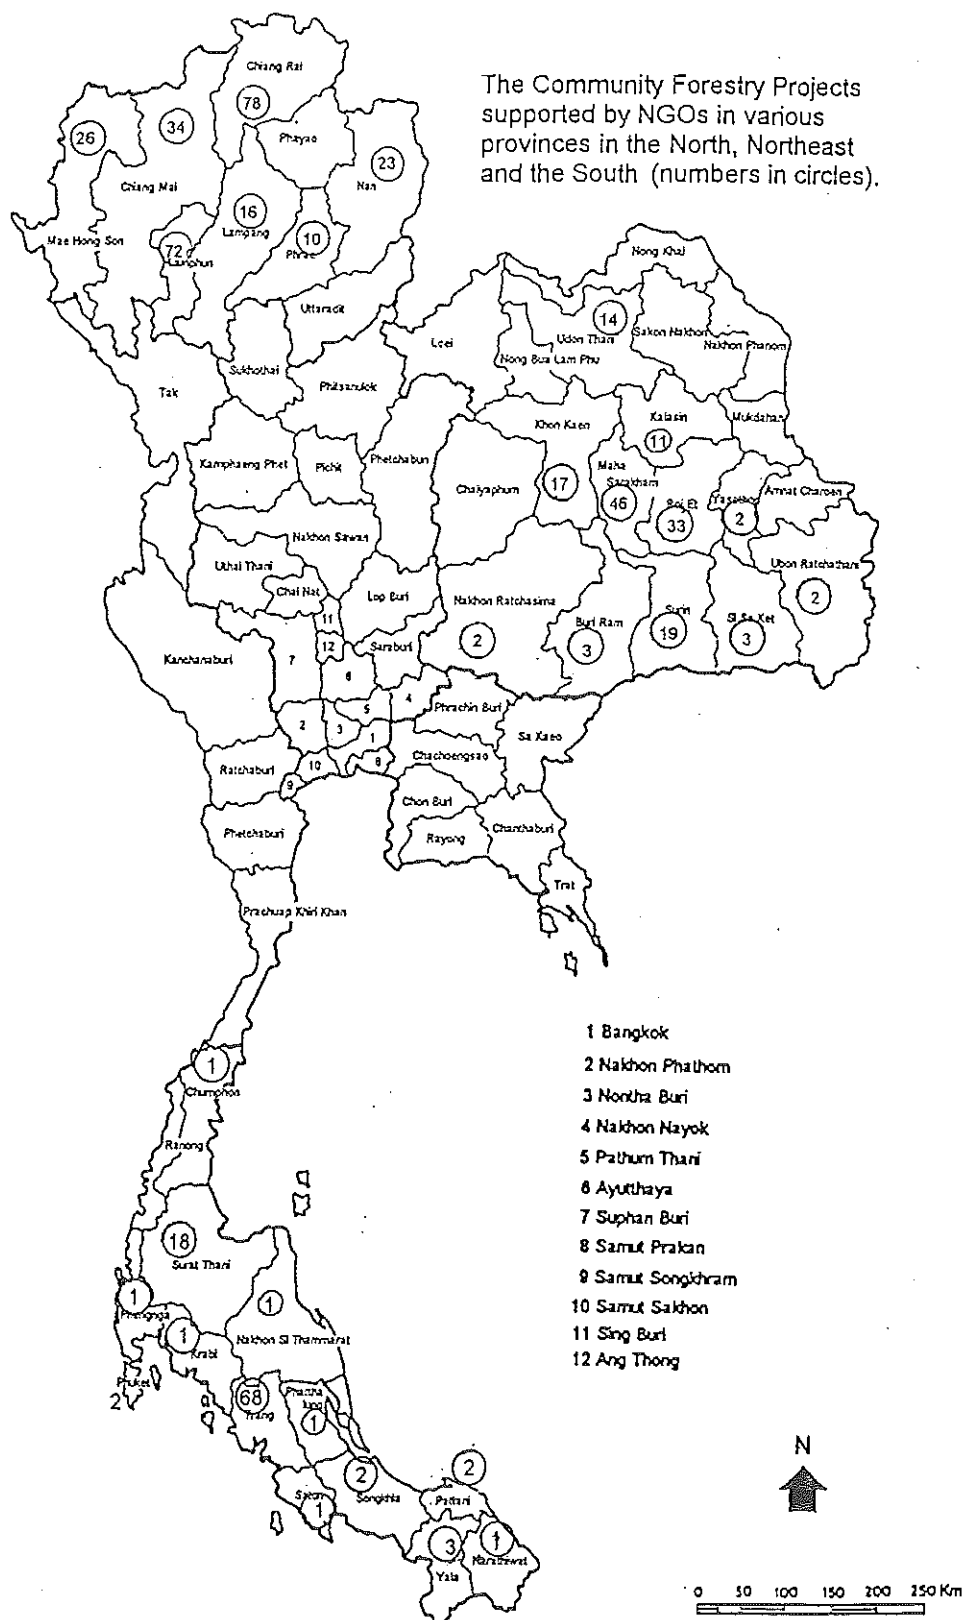 The Community Forestry Projects
supported by NGOs in various
provinces in the North, Northeast
and the South (numbers in circles).
Chiang Rai
78
34
26
Phayao
23
Nan
Chiang Mai
16
Lampang
10
Phrae
Mae Hong Son
72
Lamphun
Nong Khai
Uttaradit
14
Udon Thani
Sakon Nakhon
Nakhon Phanom
Loei
Nong Bua Lam Phu
Sukhothai
Phitsanulok
Tak
Khon Kaen
Kalasin
11
Mukdahan
Kamphaeng Phet
Pichit
Phetchabun
Chaiyaphum
17
Maha
Sarakham
46
Roi Et
33
Yasothon
2
Amnat Charoen
Nakhon Sawan
Uthai Thani
Ubon Ratchathani
2
Chai Nat
Lop Buri
Nakhon Ratchasima
2
Buri Ram
3
Surin
19
Si Sa Ket
3
11
12
Saraburi
Kanchanaburi
7
6
4
Phrachin Buri
5
2
3
1
Sa Kaeo
Ratchaburi
10
8
Chachoengsao
9
Chon Buri
Phetchaburi
Rayong
Chanthaburi
Trat
Prachuap Khiri Khan
1
Chumphon
Ranong
18
Surat Thani
1
Phangnga
1
Krabi
1
Nakhon Si Thammarat
Phuket
2
68
Trang
Phattha
lung
1
2
Songkhla
Satun
1
2
Pattani
3
Yala
1
Narathiwat
1 Bangkok
2 Nakhon Phathom
3 Nontha Buri
4 Nakhon Nayok
5 Pathum Thani
6 Ayutthaya
7 Suphan Buri
8 Samut Prakan
9 Samut Songkhram
10 Samut Sakhon
11 Sing Buri
12 Ang Thong
N
0 50 100 150 200 250 Km